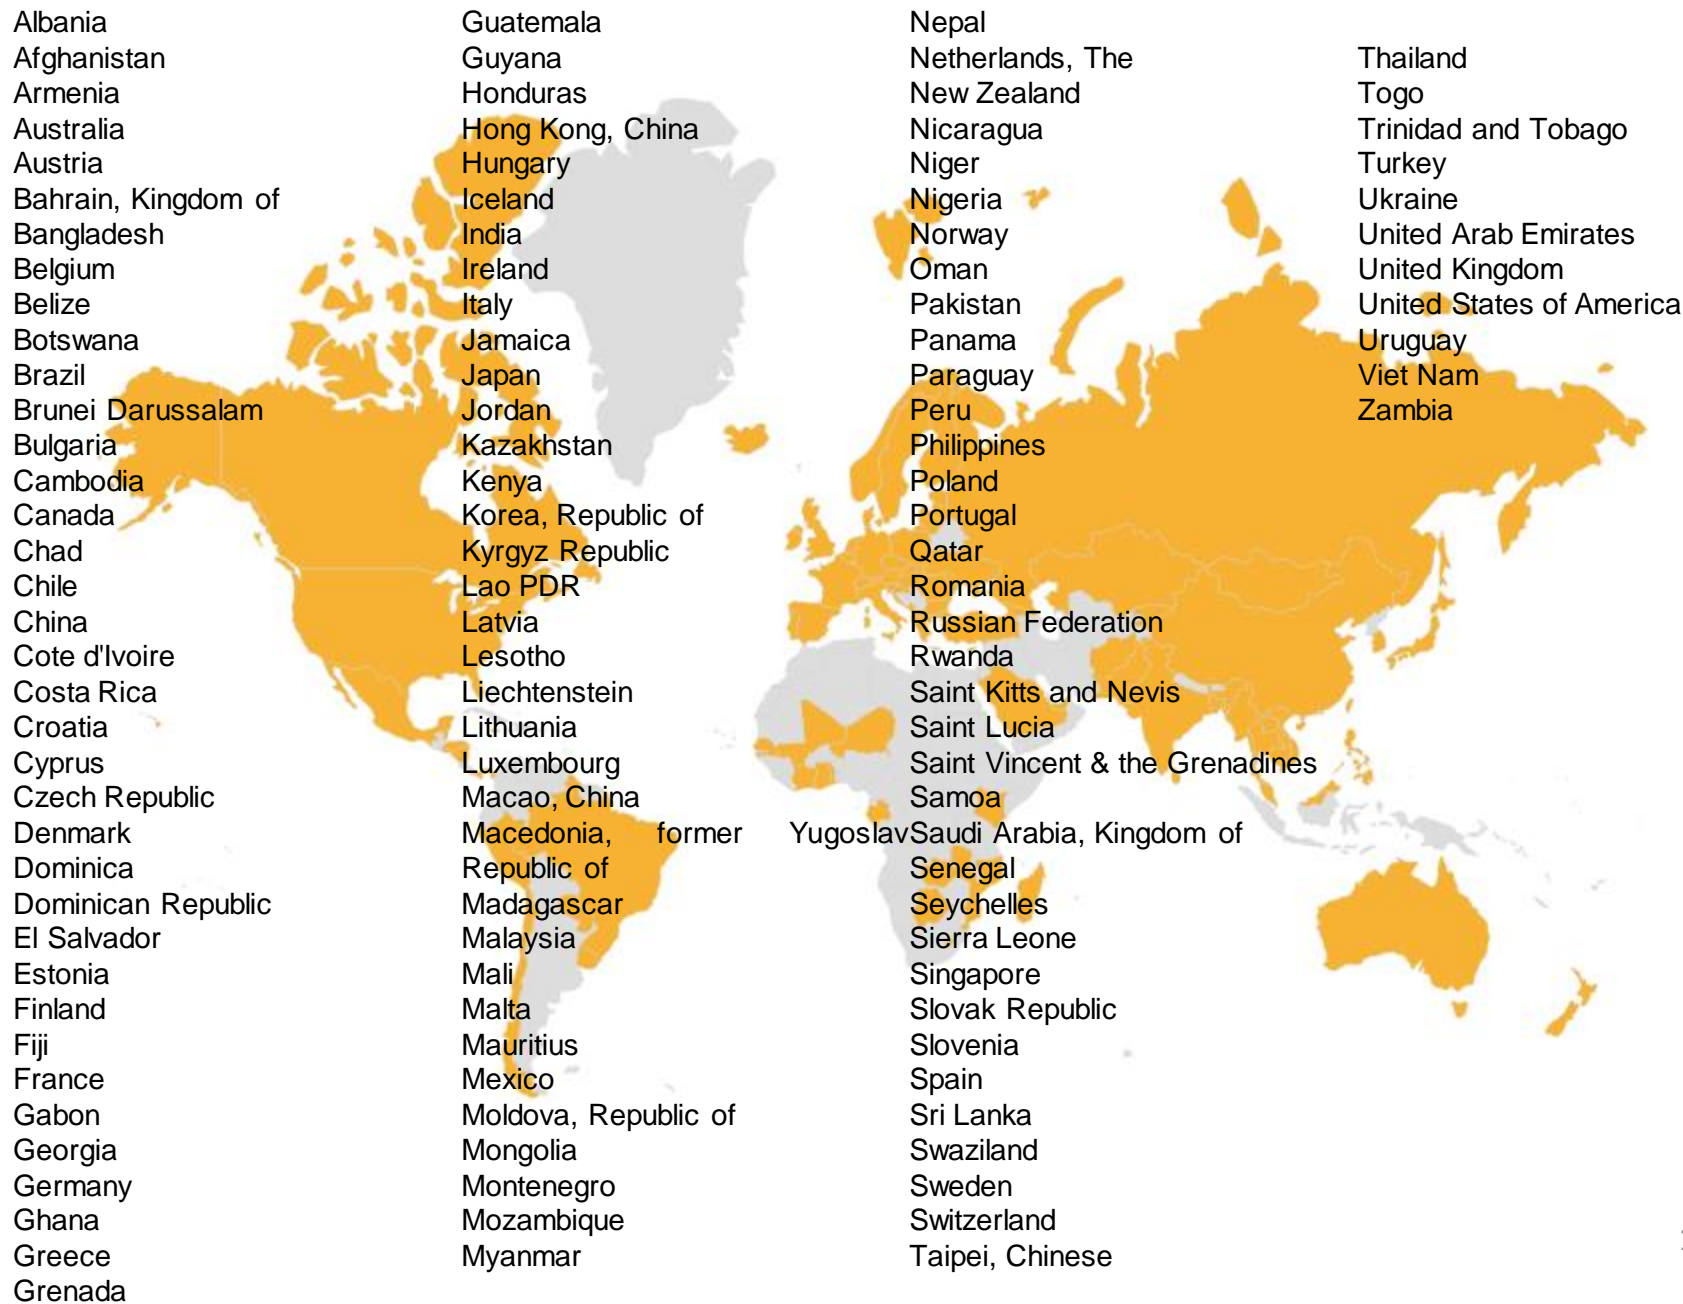 Albania
Afghanistan
Armenia
Australia
Austria
Bahrain, Kingdom of
Bangladesh
Belgium
Belize
Botswana
Brazil
Brunei Darussalam
Bulgaria
Cambodia
Canada
Chad
Chile
China
Cote d'Ivoire
Costa Rica
Croatia
Cyprus
Czech Republic
Denmark
Dominica
Dominican Republic
El Salvador
Estonia
Finland
Fiji
France
Gabon
Georgia
Germany
Ghana
Greece
Grenada
Guatemala
Guyana
Honduras
Hong Kong, China
Hungary
Iceland
India
Ireland
Italy
Jamaica
Japan
Jordan
Kazakhstan
Kenya
Korea, Republic of
Kyrgyz Republic
Lao PDR
Latvia
Lesotho
Liechtenstein
Lithuania
Luxembourg
Macao, China
Macedonia, former Yugoslav
Republic of
Madagascar
Malaysia
Mali
Malta
Mauritius
Mexico
Moldova, Republic of
Mongolia
Montenegro
Mozambique
Myanmar
Nepal
Netherlands, The
New Zealand
Nicaragua
Niger
Nigeria
Norway
Oman
Pakistan
Panama
Paraguay
Peru
Philippines
Poland
Portugal
Qatar
Romania
Russian Federation
Rwanda
Saint Kitts and Nevis
Saint Lucia
Saint Vincent & the Grenadines
Samoa
Saudi Arabia, Kingdom of
Senegal
Seychelles
Sierra Leone
Singapore
Slovak Republic
Slovenia
Spain
Sri Lanka
Swaziland
Sweden
Switzerland
Taipei, Chinese
Thailand
Togo
Trinidad and Tobago
Turkey
Ukraine
United Arab Emirates
United Kingdom
United States of America
Uruguay
Viet Nam
Zambia